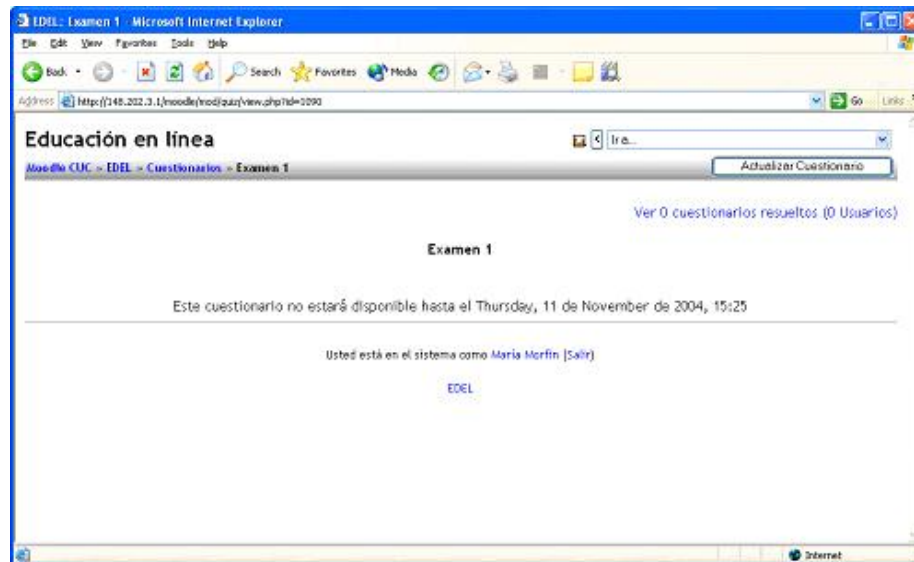 EDEL: Examen 1 - Microsoft Internet Explorer
File Edit View Favorites Tools Help
Back Search Favorites Media
Address http://148.202.3.1/moodle/mod/quiz/view.php?id=1090 Go Links
Educación en línea
Ir a...
Moodle CUC » EDEL » Cuestionarios » Examen 1
Actualizar Cuestionario
Ver 0 cuestionarios resueltos (0 Usuarios)
Examen 1
Este cuestionario no estará disponible hasta el Thursday, 11 de November de 2004, 15:25
Usted está en el sistema como María Morfin (Salir)
EDEL
Internet